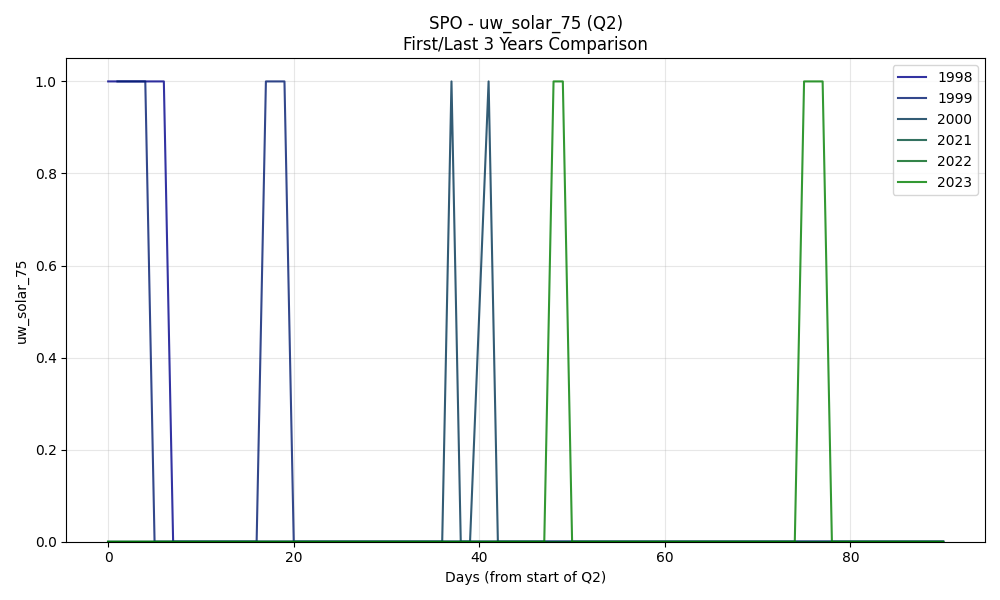 SPO - uw_solar_75 (Q2)
First/Last 3 Years Comparison
1998
1999
2000
2021
2022
2023
1.0
0.8
0.6
0.4
0.2
0.0
uw_solar_75
0 20 40 60 80
Days (from start of Q2)